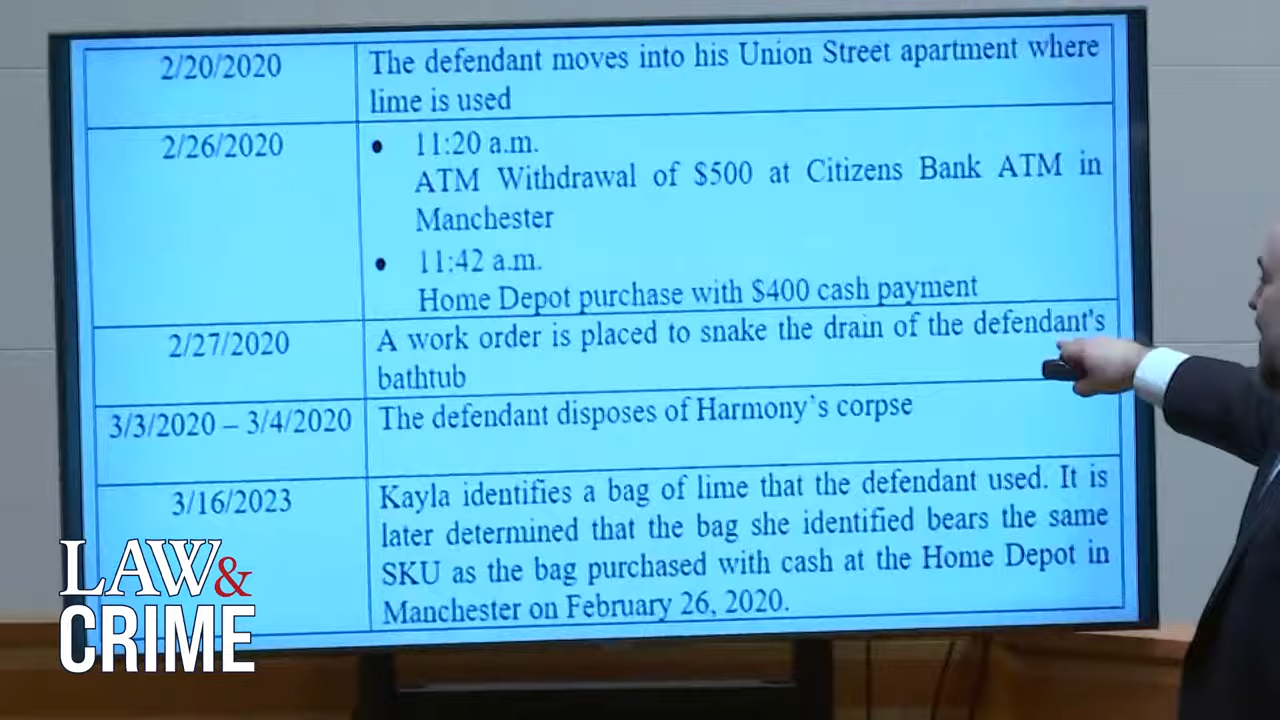 2/20/2020
The defendant moves into his Union Street apartment where
lime is used
2/26/2020
• 11:20 a.m.
ATM Withdrawal of $500 at Citizens Bank ATM in
Manchester
• 11:42 a.m.
Home Depot purchase with $400 cash payment
2/27/2020
A work order is placed to snake the drain of the defendant's
bathtub
3/3/2020 – 3/4/2020
The defendant disposes of Harmony's corpse
3/16/2023
Kayla identifies a bag of lime that the defendant used. It is
later determined that the bag she identified bears the same
SKU as the bag purchased with cash at the Home Depot in
Manchester on February 26, 2020.
LAW&
CRIME